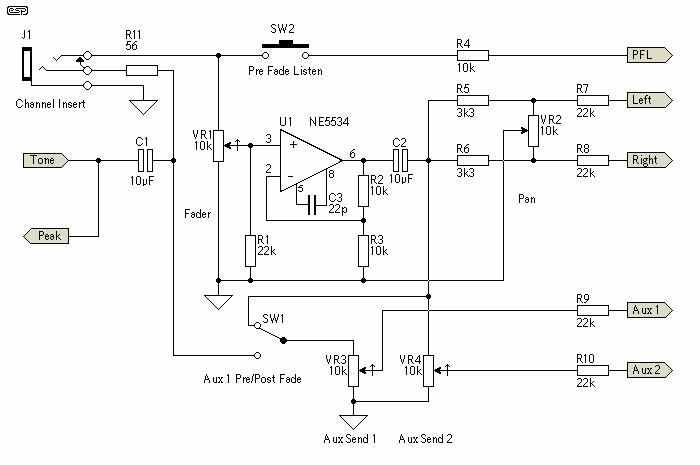 esp
J1
R11
56
SW2
R4
10k
PFL
Pre Fade Listen
Channel Insert
R5
3k3
R7
22k
Left
U1
NE5534
VR1
10k
3
+
2
−
6
5
8
C2
10µF
VR2
10k
C1
10µF
Tone
R2
10k
C3
22p
R6
3k3
R8
22k
Right
Pan
Fader
Peak
R1
22k
R3
10k
SW1
R9
22k
Aux 1
Aux 1 Pre/Post Fade
VR3
10k
VR4
10k
R10
22k
Aux 2
Aux Send 1
Aux Send 2